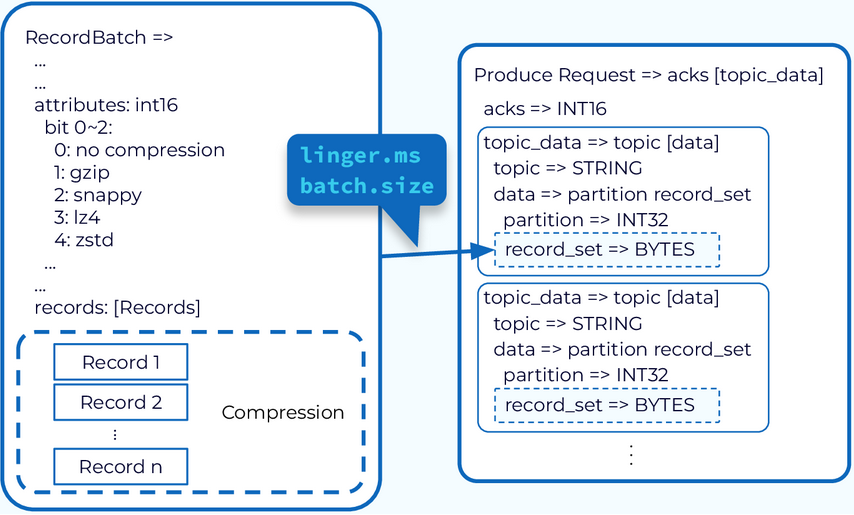 RecordBatch =>
...
...
attributes: int16
bit 0~2:
0: no compression
1: gzip
2: snappy
3: lz4
4: zstd
...
...
records: [Records]
Record 1
Record 2
⋮
Record n
Compression
linger.ms
batch.size
Produce Request => acks [topic_data]
acks => INT16
topic_data => topic [data]
topic => STRING
data => partition record_set
partition => INT32
record_set => BYTES
topic_data => topic [data]
topic => STRING
data => partition record_set
partition => INT32
record_set => BYTES
⋮